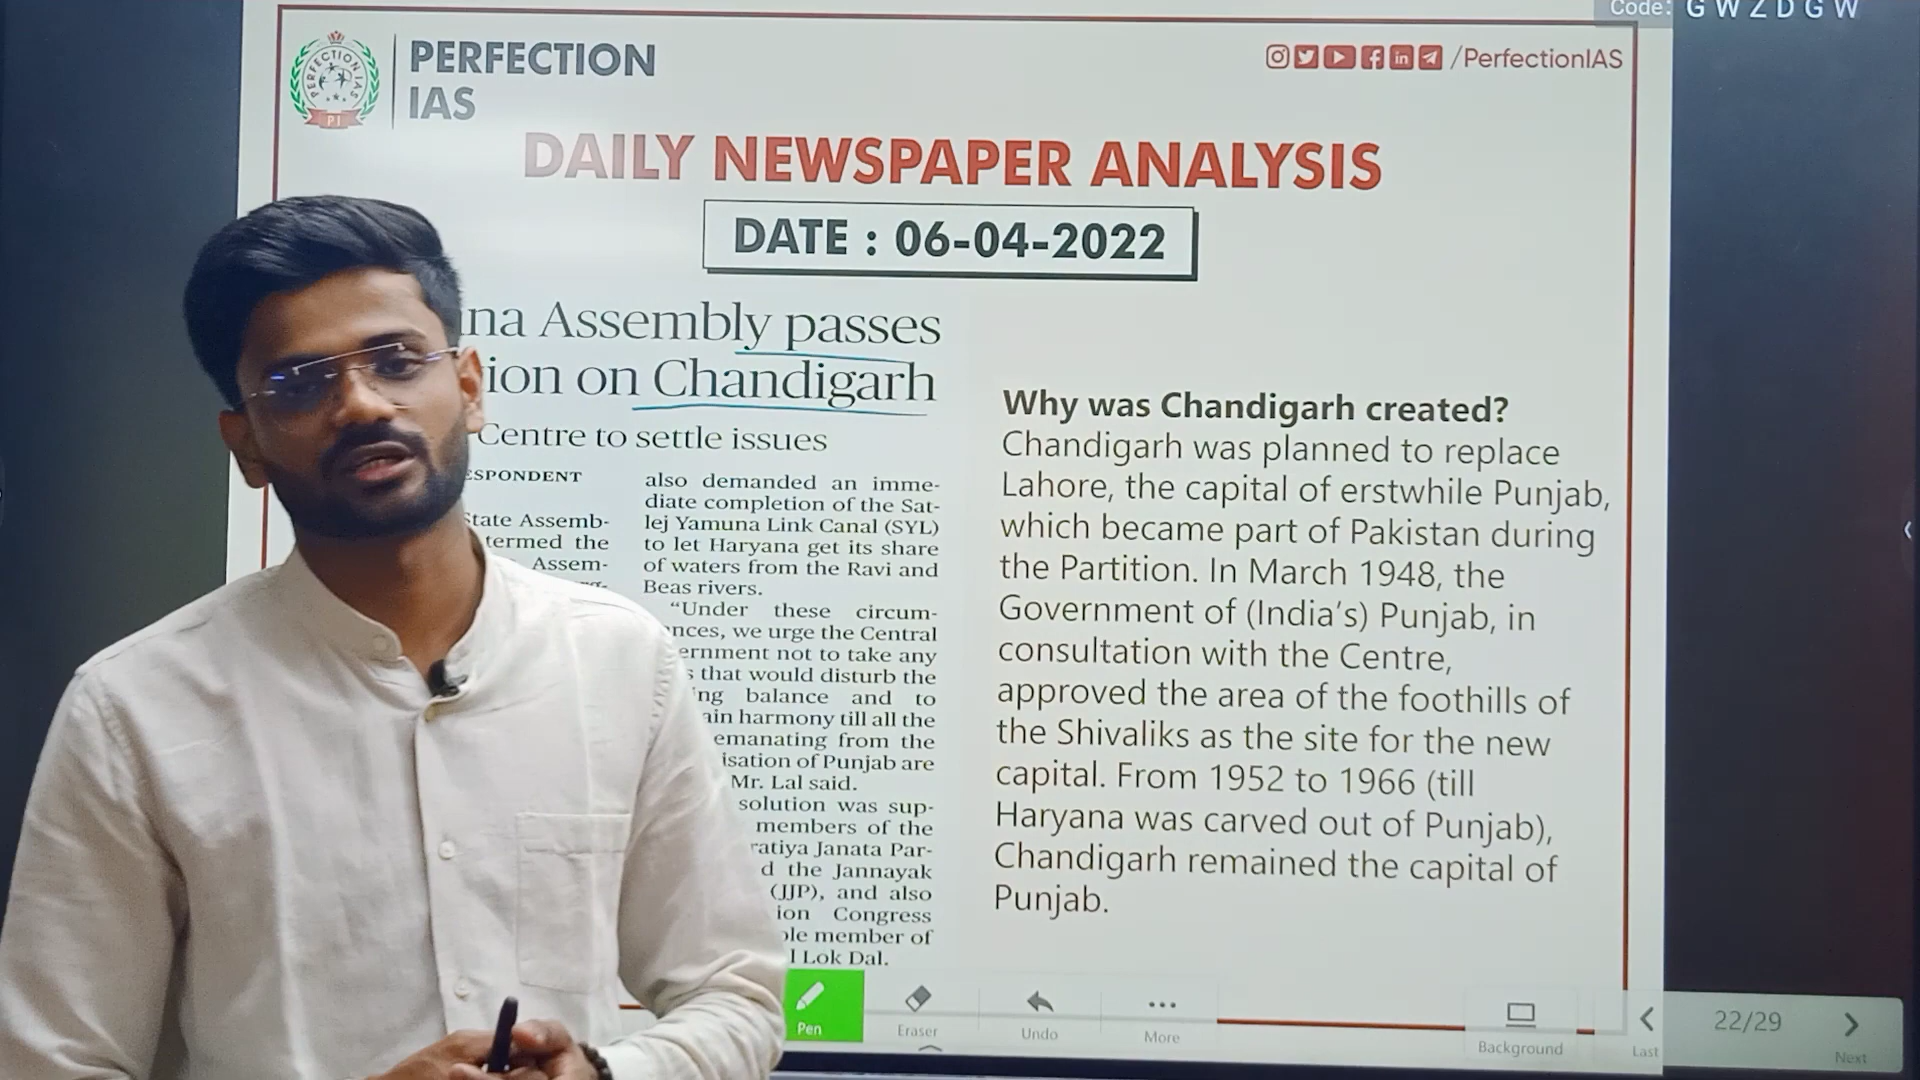 Code: G W Z D G W
PERFECTION IAS
P I
PERFECTION
IAS
/PerfectionIAS
DAILY NEWSPAPER ANALYSIS
DATE : 06-04-2022
na Assembly passes
ion on Chandigarh
Centre to settle issues
SPONDENT
State Assemb-
termed the
Assem-
also demanded an imme-
diate completion of the Sat-
lej Yamuna Link Canal (SYL)
to let Haryana get its share
of waters from the Ravi and
Beas rivers.
“Under these circum-
nces, we urge the Central
ernment not to take any
s that would disturb the
ng balance and to
ain harmony till all the
emanating from the
isation of Punjab are
Mr. Lal said.
solution was sup-
members of the
ratiya Janata Par-
d the Jannayak
(JJP), and also
ion Congress
ole member of
l Lok Dal.
Why was Chandigarh created?
Chandigarh was planned to replace
Lahore, the capital of erstwhile Punjab,
which became part of Pakistan during
the Partition. In March 1948, the
Government of (India’s) Punjab, in
consultation with the Centre,
approved the area of the foothills of
the Shivaliks as the site for the new
capital. From 1952 to 1966 (till
Haryana was carved out of Punjab),
Chandigarh remained the capital of
Punjab.
Pen
Eraser
Undo
More
Background
Last
22/29
Next